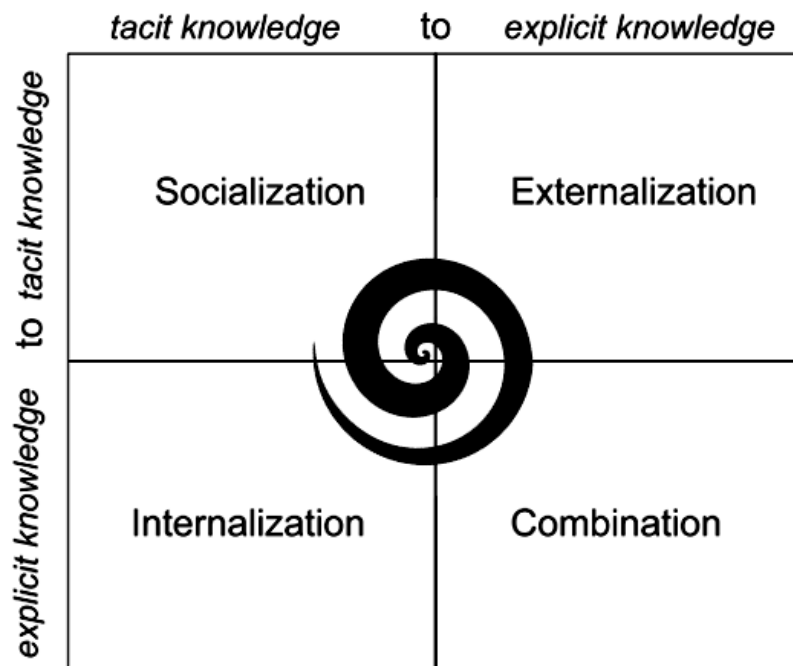 tacit knowledge to explicit knowledge
to tacit knowledge
explicit knowledge
Socialization
Externalization
Internalization
Combination